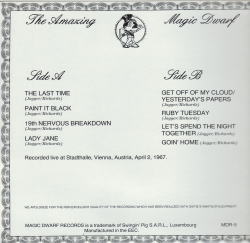 The Amazing Magic Dwarf
Side A
THE LAST TIME
(Jagger/Richards)
PAINT IT BLACK
(Jagger/Richards)
19th NERVOUS BREAKDOWN
(Jagger/Richards)
LADY JANE
(Jagger/Richards)
Side B
GET OFF OF MY CLOUD/
YESTERDAY'S PAPERS
(Jagger/Richards)
RUBY TUESDAY
(Jagger/Richards)
LET'S SPEND THE NIGHT
TOGETHER (Jagger/Richards)
GOIN' HOME (Jagger/Richards)
Recorded live at Stadthalle, Vienna, Austria, April 2, 1967.
MAGIC DWARF RECORDS is a trademark of Swingin' Pig S.A.R.L., Luxembourg
Manufactured in the EEC.